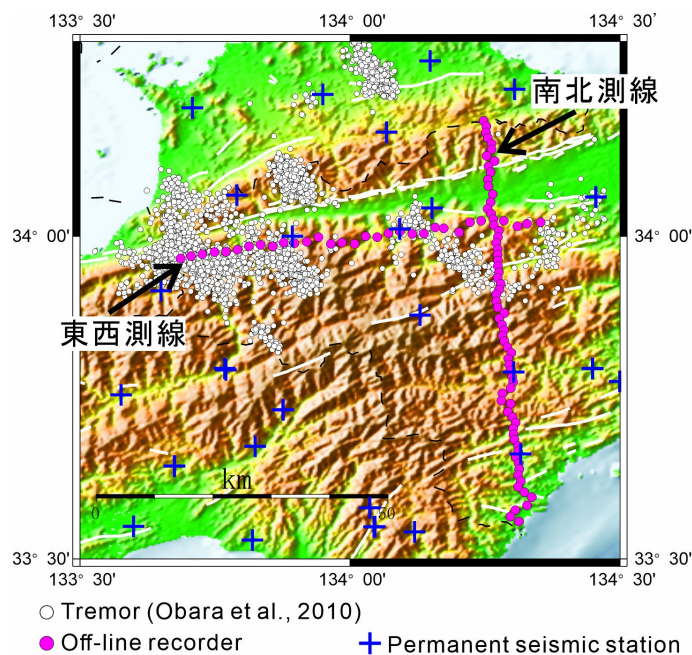 133° 30'
134° 00'
134° 30'
南北測線
34° 00'
34° 00'
東西測線
km
0
50
33° 30'
33° 30'
133° 30'
134° 00'
134° 30'
Tremor (Obara et al., 2010)
Off-line recorder
Permanent seismic station